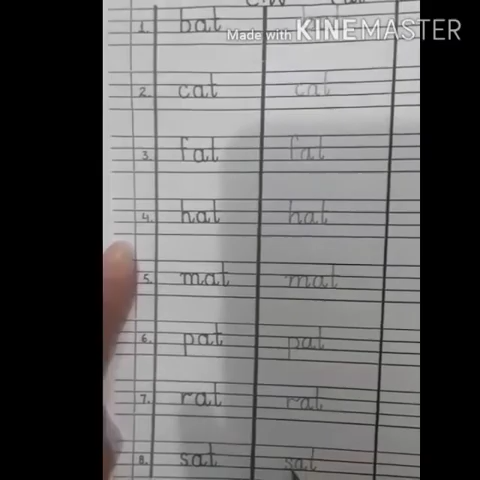 C.W
Made with KINEMASTER
1. bat
2. cat cat
3. fat fat
4. hat hat
5. mat mat
6. pat pat
7. rat rat
8. sat sat